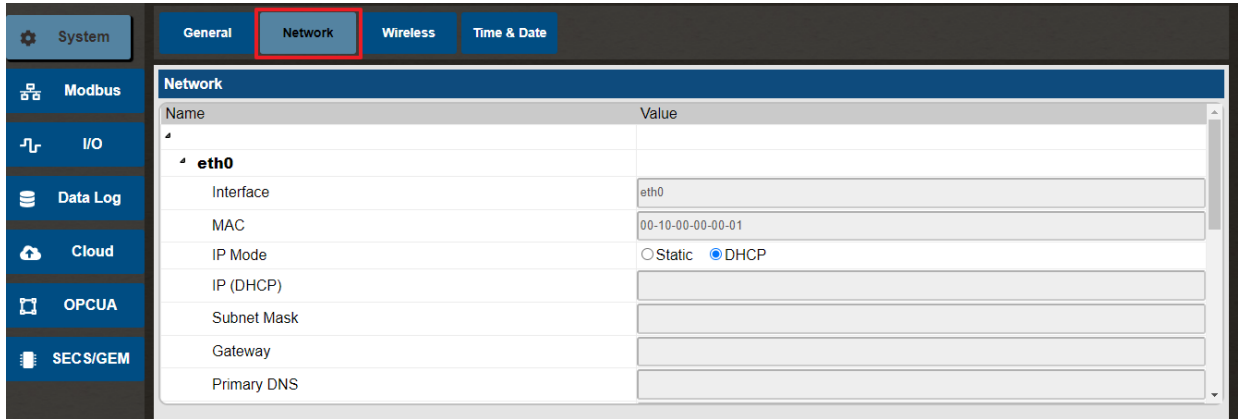 System
Modbus
I/O
Data Log
Cloud
OPCUA
SECS/GEM
General Network Wireless Time & Date
Network
Name Value
eth0
Interface eth0
MAC 00-10-00-00-00-01
IP Mode Static DHCP
IP (DHCP)
Subnet Mask
Gateway
Primary DNS